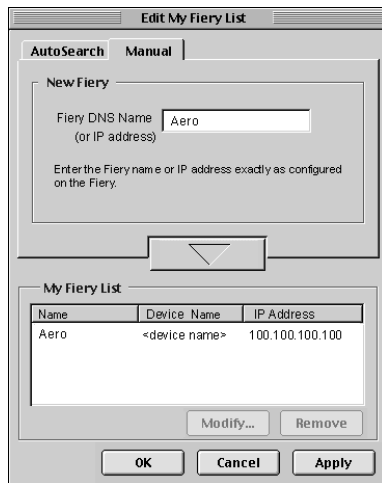 Edit My Fiery List
AutoSearch Manual
New Fiery
Fiery DNS Name
(or IP address)
Aero
Enter the Fiery name or IP address exactly as configured
on the Fiery.
My Fiery List
Name Device Name IP Address
Aero <device name> 100.100.100.100
Modify... Remove
OK Cancel Apply